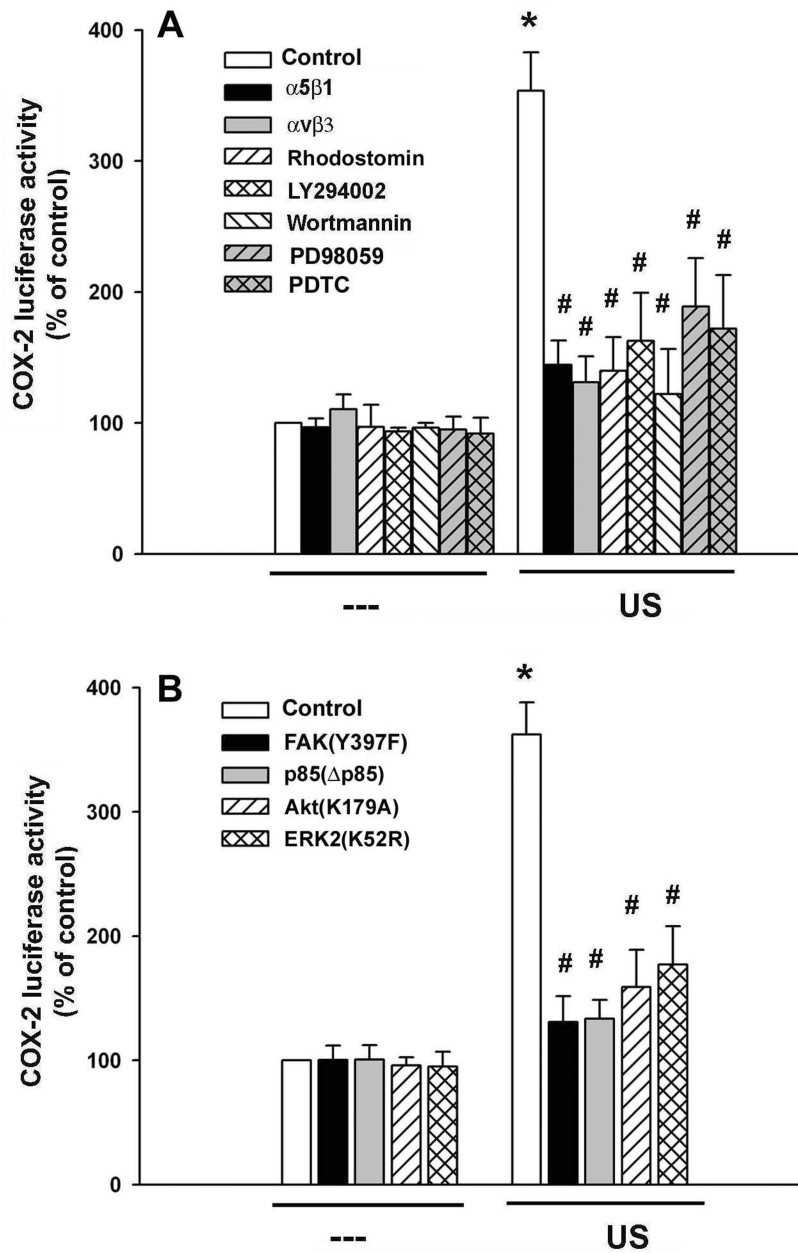 A
COX-2 luciferase activity
(% of control)
400
300
200
100
0
Control
α5β1
αvβ3
Rhodostomin
LY294002
Wortmannin
PD98059
PDTC
*
# # # # # # #
---
US
B
COX-2 luciferase activity
(% of control)
400
300
200
100
0
Control
FAK(Y397F)
p85(Δp85)
Akt(K179A)
ERK2(K52R)
*
# # # #
---
US